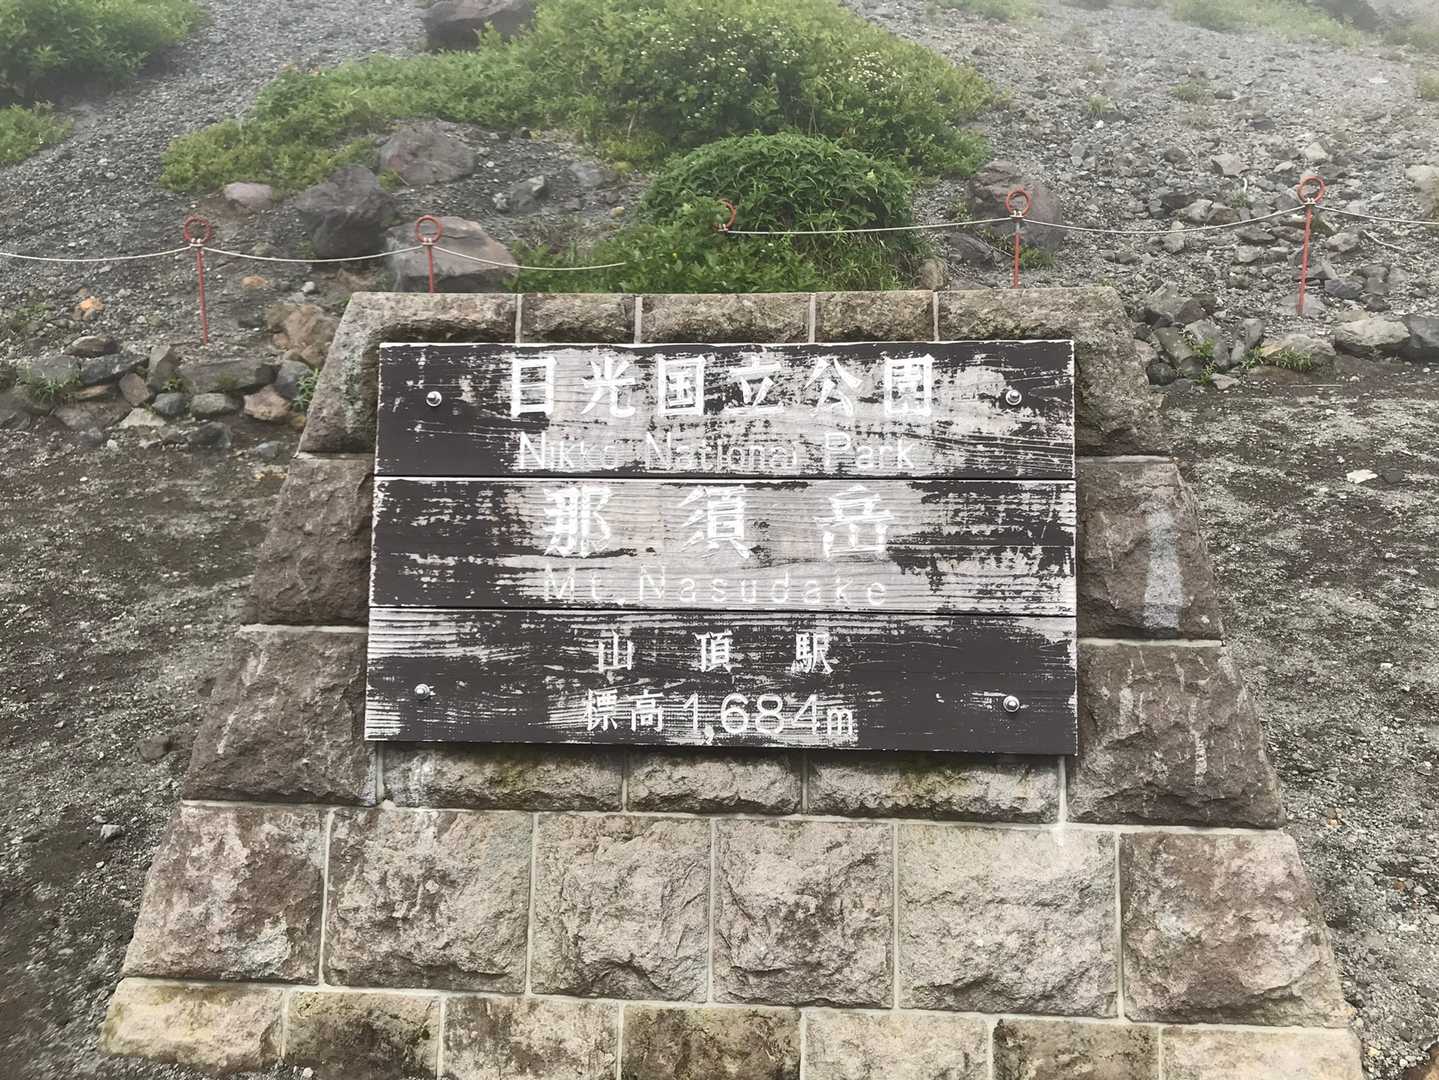 日光国立公園
Nikko National Park
那須岳
Mt. Nasudake
山頂駅
標高1,684m